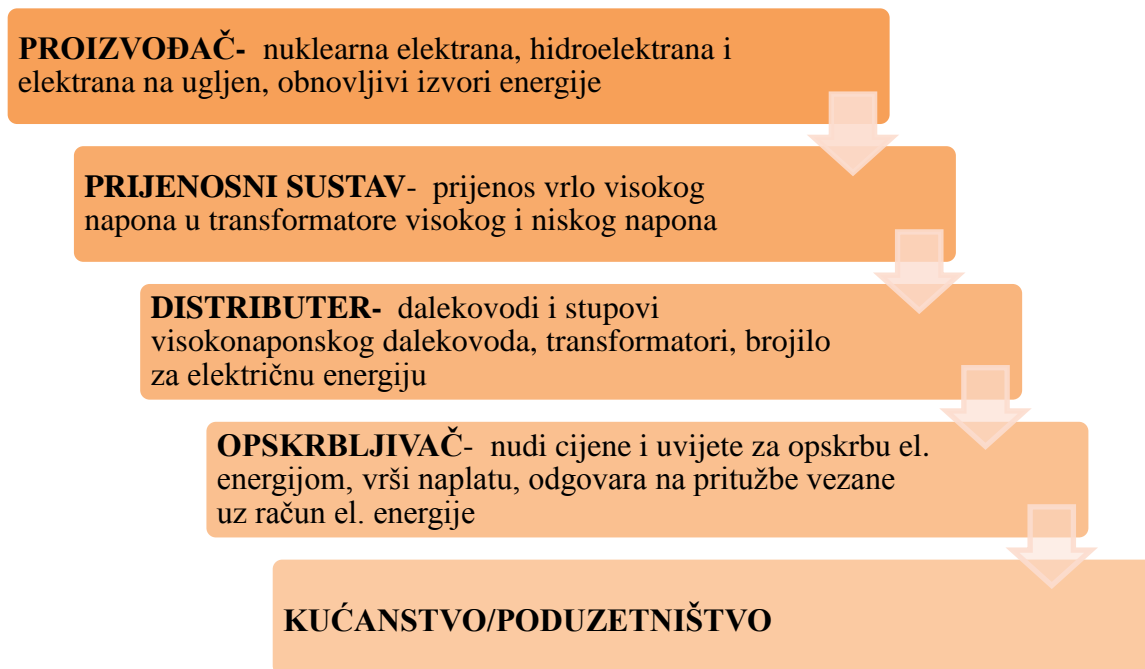 PROIZVOĐAČ- nuklearna elektrana, hidroelektrana i
elektrana na ugljen, obnovljivi izvori energije
PRIJENOSNI SUSTAV- prijenos vrlo visokog
napona u transformatore visokog i niskog napona
DISTRIBUTER- dalekovodi i stupovi
visokonaponskog dalekovoda, transformatori, brojilo
za električnu energiju
OPSKRBLJIVAČ- nudi cijene i uvijete za opskrbu el.
energijom, vrši naplatu, odgovara na pritužbe vezane
uz račun el. energije
KUĆANSTVO/PODUZETNIŠTVO